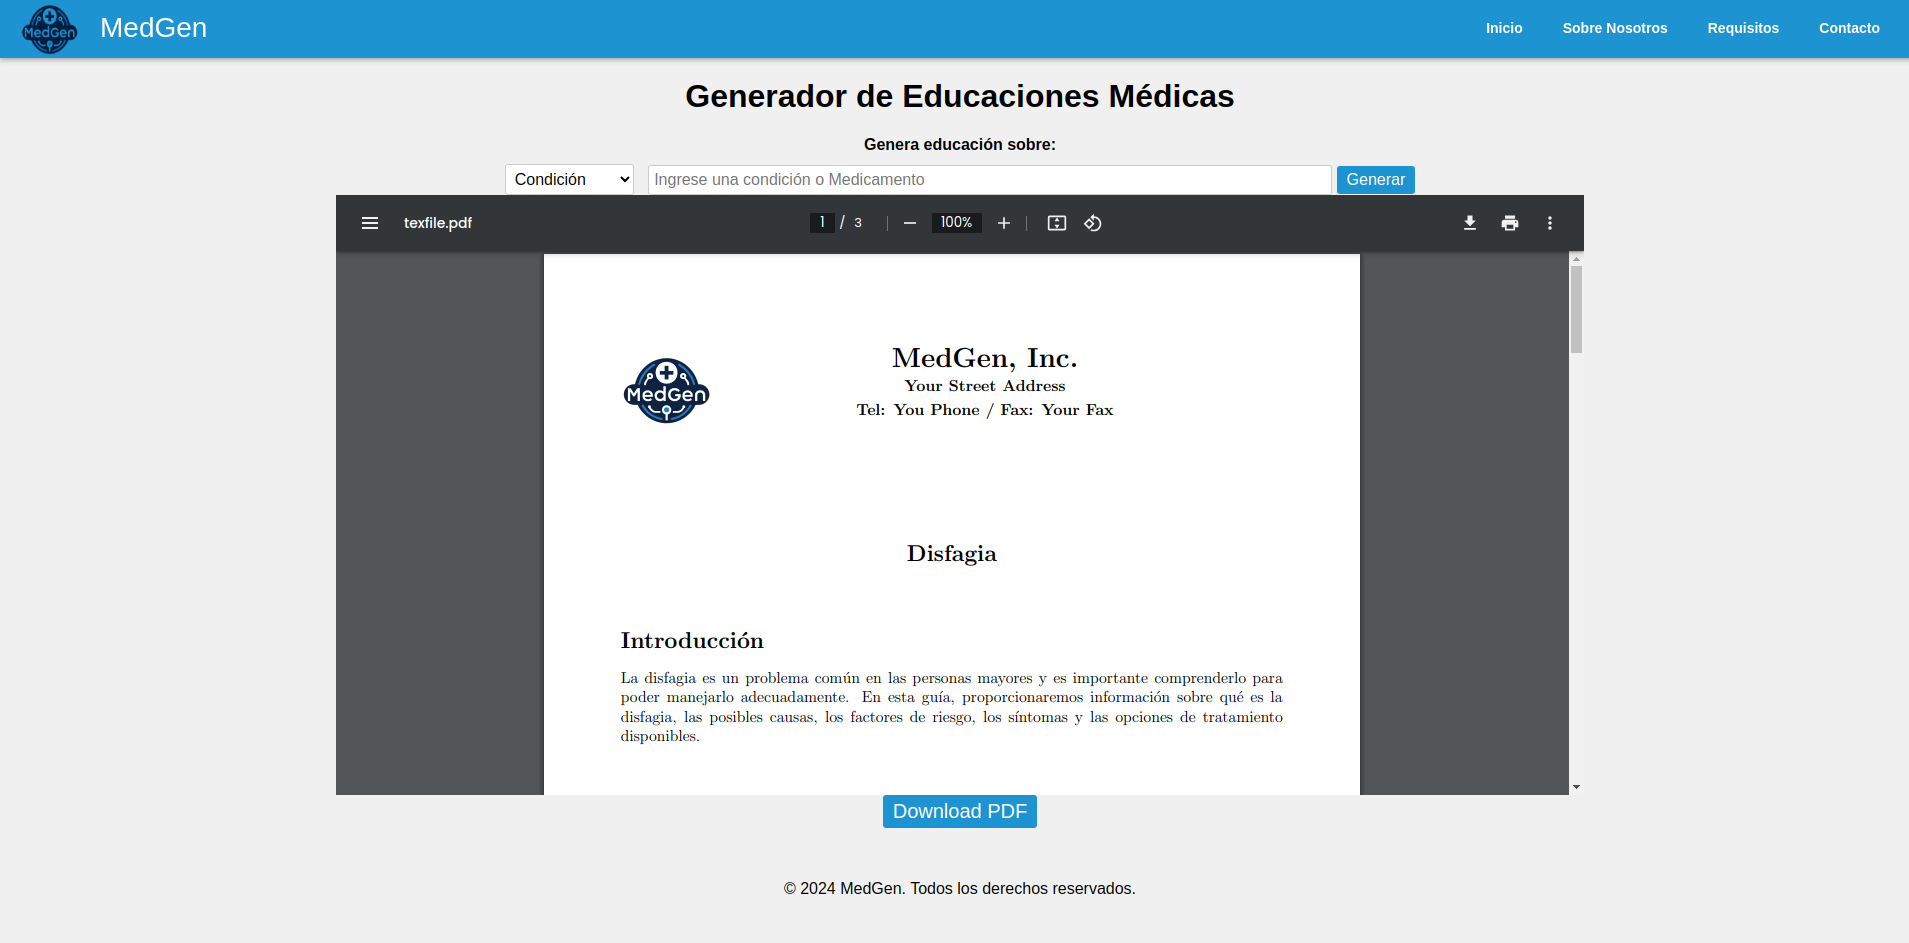 MedGen
MedGen
Inicio
Sobre Nosotros
Requisitos
Contacto
Generador de Educaciones Médicas
Genera educación sobre:
Condición
Ingrese una condición o Medicamento
Generar
texfile.pdf
1 / 3
100%
MedGen
MedGen, Inc.
Your Street Address
Tel: You Phone / Fax: Your Fax
Disfagia
Introducción
La disfagia es un problema común en las personas mayores y es importante comprenderlo para
poder manejarlo adecuadamente. En esta guía, proporcionaremos información sobre qué es la
disfagia, las posibles causas, los factores de riesgo, los síntomas y las opciones de tratamiento
disponibles.
Download PDF
© 2024 MedGen. Todos los derechos reservados.